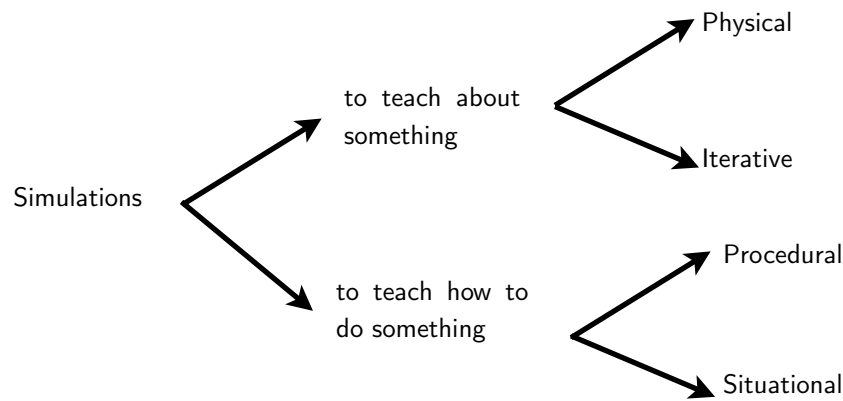 Physical
to teach about
something
Iterative
Simulations
Procedural
to teach how to
do something
Situational